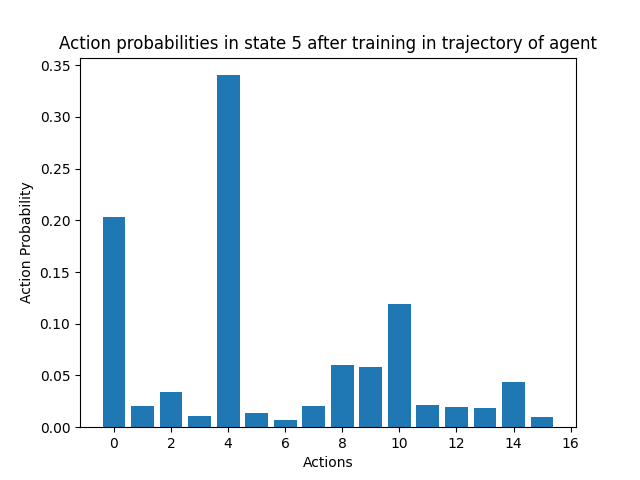 Action probabilities in state 5 after training in trajectory of agent
0.35
0.30
0.25
0.20
0.15
0.10
0.05
0.00
Action Probability
0 2 4 6 8 10 12 14 16
Actions